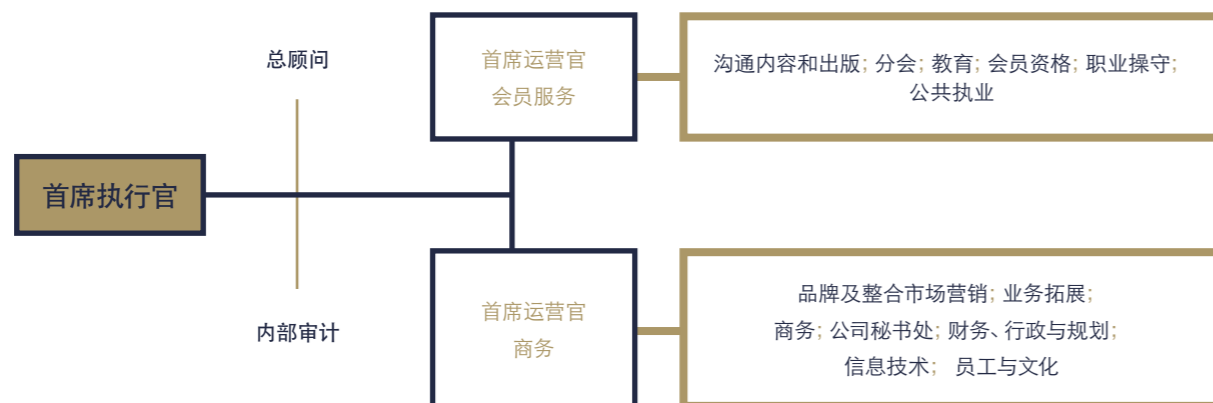 总顾问
首席执行官
内部审计
首席运营官
会员服务
沟通内容和出版; 分会; 教育; 会员资格; 职业操守;
公共执业
首席运营官
商务
品牌及整合市场营销; 业务拓展;
商务; 公司秘书处; 财务、行政与规划;
信息技术; 员工与文化